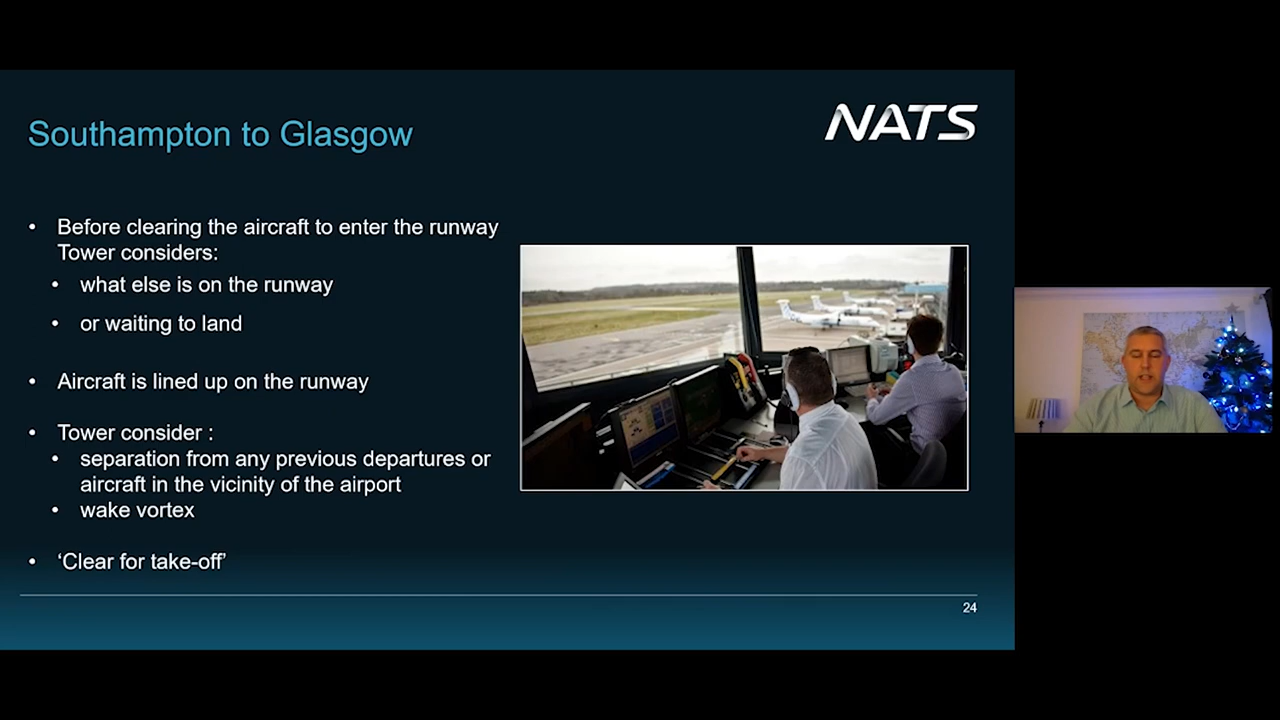 Southampton to Glasgow
NATS
• Before clearing the aircraft to enter the runway
Tower considers:
• what else is on the runway
• or waiting to land
• Aircraft is lined up on the runway
• Tower consider :
• separation from any previous departures or
aircraft in the vicinity of the airport
• wake vortex
• ‘Clear for take-off’
24